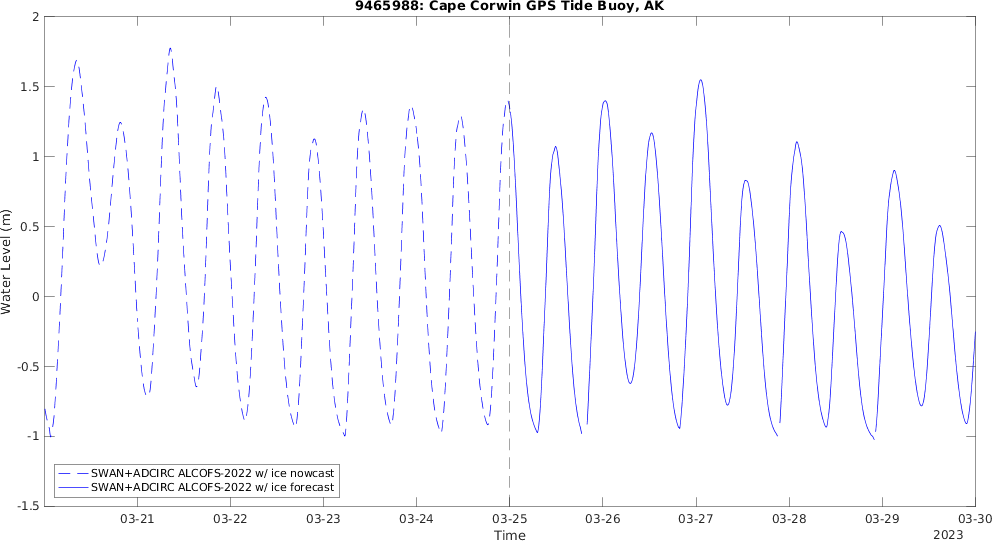 9465988: Cape Corwin GPS Tide Buoy, AK
2
1.5
1
0.5
0
-0.5
-1
-1.5
Water Level (m)
SWAN+ADCIRC ALCOFS-2022 w/ ice nowcast
SWAN+ADCIRC ALCOFS-2022 w/ ice forecast
03-21 03-22 03-23 03-24 03-25 03-26 03-27 03-28 03-29 03-30
Time
2023